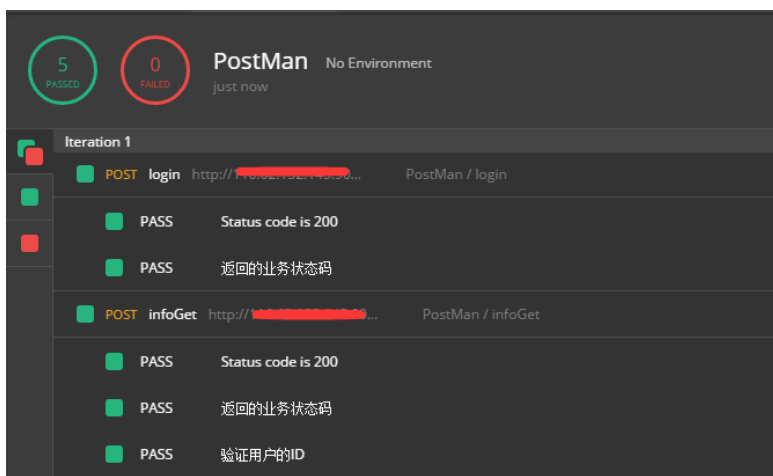 5
PASSED
0
FAILED
PostMan No Environment
just now
Iteration 1
POST login http:// PostMan / login
PASS Status code is 200
PASS 返回的业务状态码
POST infoGet http:// PostMan / infoGet
PASS Status code is 200
PASS 返回的业务状态码
PASS 验证用户的ID